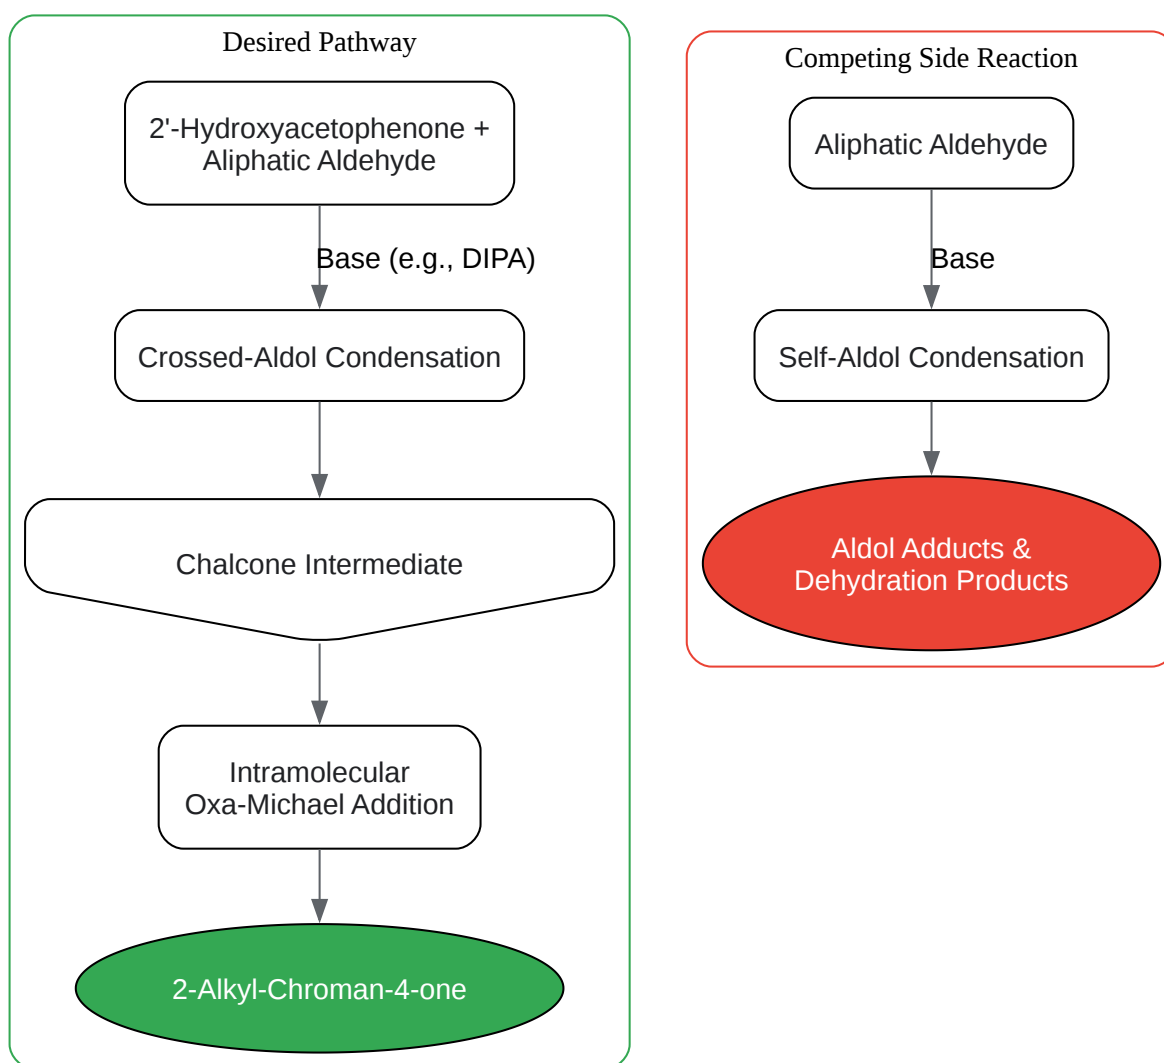 Desired Pathway
2'-Hydroxyacetophenone +
Aliphatic Aldehyde
Base (e.g., DIPA)
Crossed-Aldol Condensation
Chalcone Intermediate
Intramolecular
Oxa-Michael Addition
2-Alkyl-Chroman-4-one
Competing Side Reaction
Aliphatic Aldehyde
Base
Self-Aldol Condensation
Aldol Adducts &
Dehydration Products